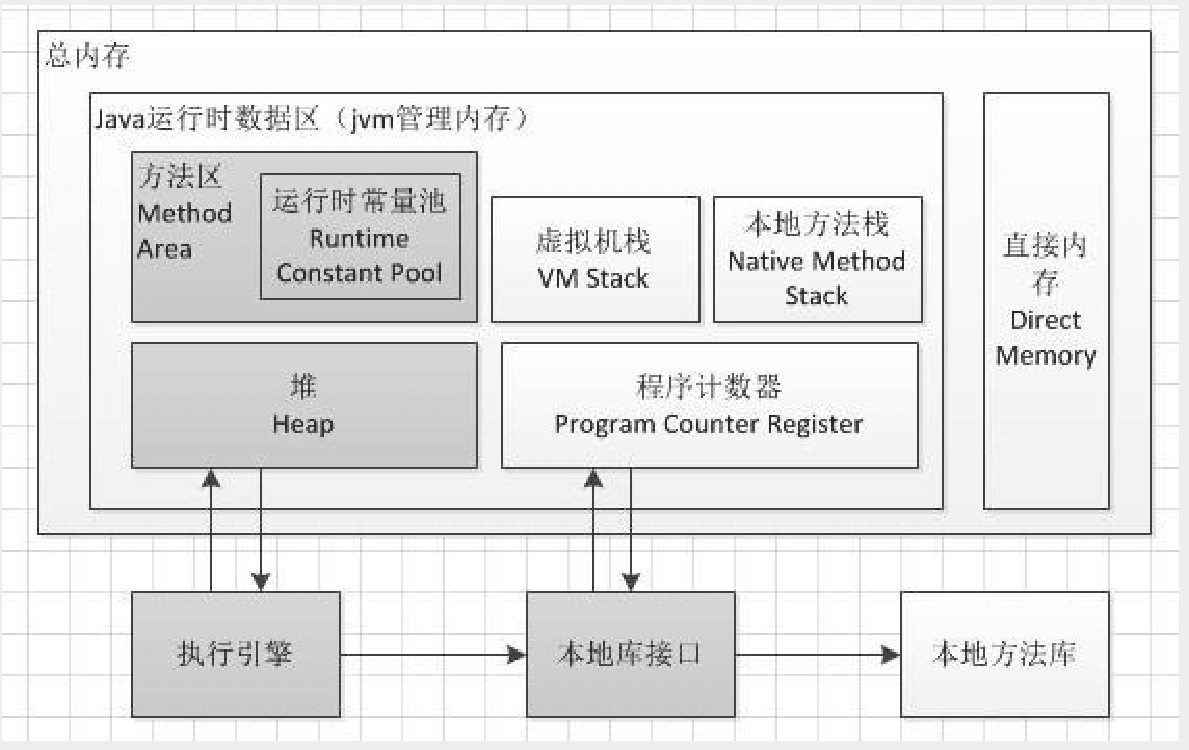 总内存
Java运行时数据区（jvm管理内存）
方法区
Method
Area
运行时常量池
Runtime
Constant Pool
虚拟机栈
VM Stack
本地方法栈
Native Method
Stack
直接内
存
Direct
Memory
堆
Heap
程序计数器
Program Counter Register
执行引擎
本地库接口
本地方法库